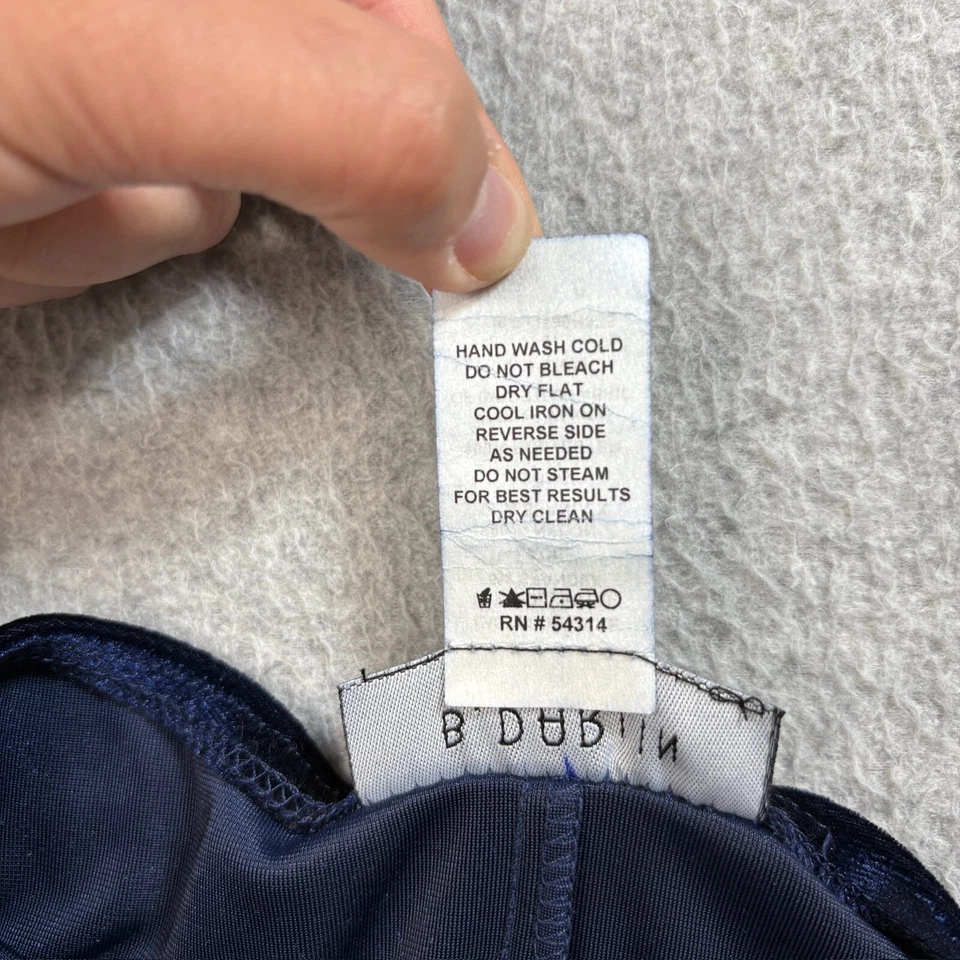 HAND WASH COLD
DO NOT BLEACH
DRY FLAT
COOL IRON ON
REVERSE SIDE
AS NEEDED
DO NOT STEAM
FOR BEST RESULTS
DRY CLEAN
RN # 54314
B DARLIN